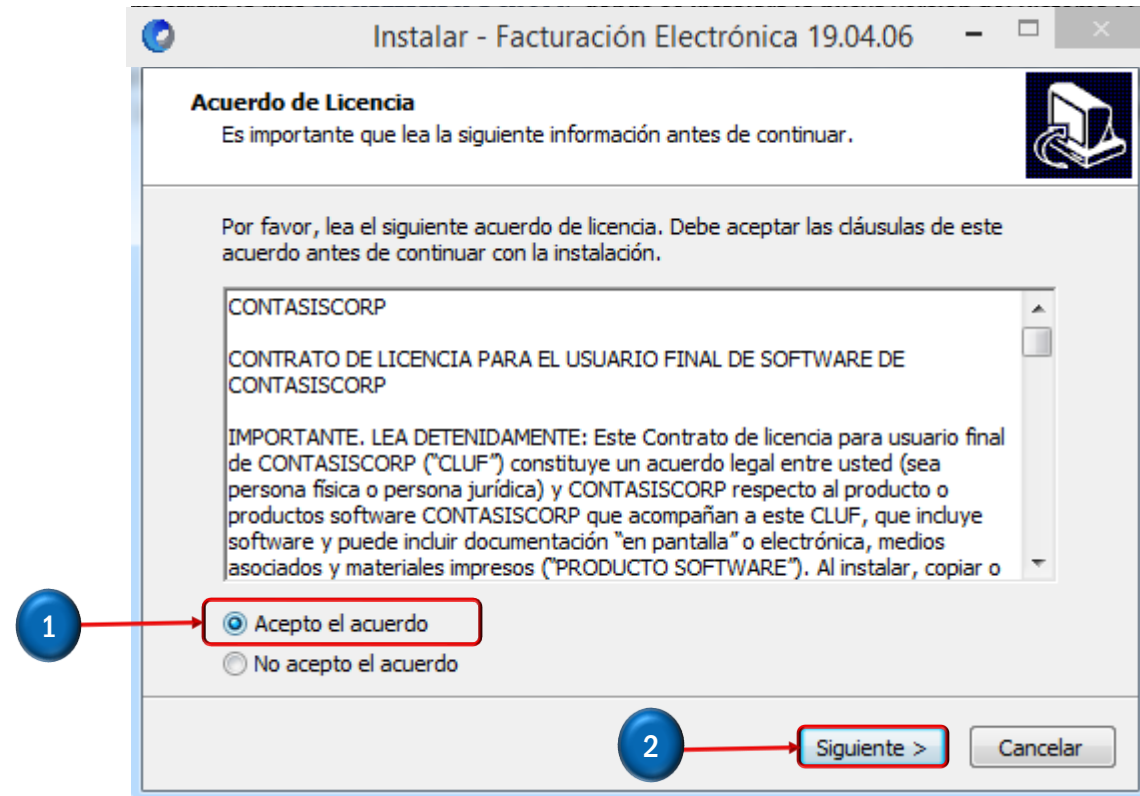 Instalar - Facturación Electrónica 19.04.06
Acuerdo de Licencia
Es importante que lea la siguiente información antes de continuar.
Por favor, lea el siguiente acuerdo de licencia. Debe aceptar las cláusulas de este
acuerdo antes de continuar con la instalación.
CONTASISCORP
CONTRATO DE LICENCIA PARA EL USUARIO FINAL DE SOFTWARE DE
CONTASISCORP
IMPORTANTE. LEA DETENIDAMENTE: Este Contrato de licencia para usuario final
de CONTASISCORP (“CLUF”) constituye un acuerdo legal entre usted (sea
persona física o persona jurídica) y CONTASISCORP respecto al producto o
productos software CONTASISCORP que acompañan a este CLUF, que incluye
software y puede incluir documentación “en pantalla” o electrónica, medios
asociados y materiales impresos (“PRODUCTO SOFTWARE”). Al instalar, copiar o
1
Acepto el acuerdo
No acepto el acuerdo
2
Siguiente >
Cancelar